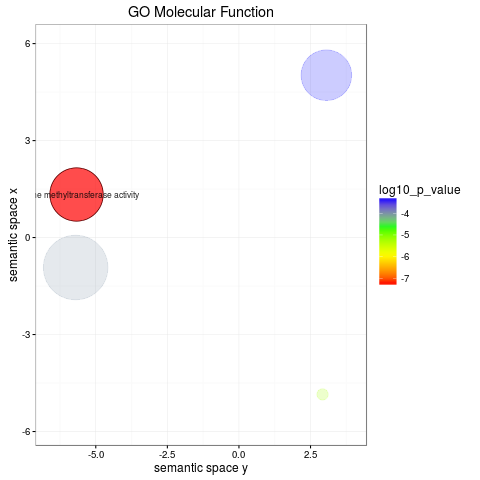 GO Molecular Function
6
3
0
-3
-6
semantic space x
methyltransferase activity
-5.0
-2.5
0.0
2.5
semantic space y
log10_p_value
-4
-5
-6
-7